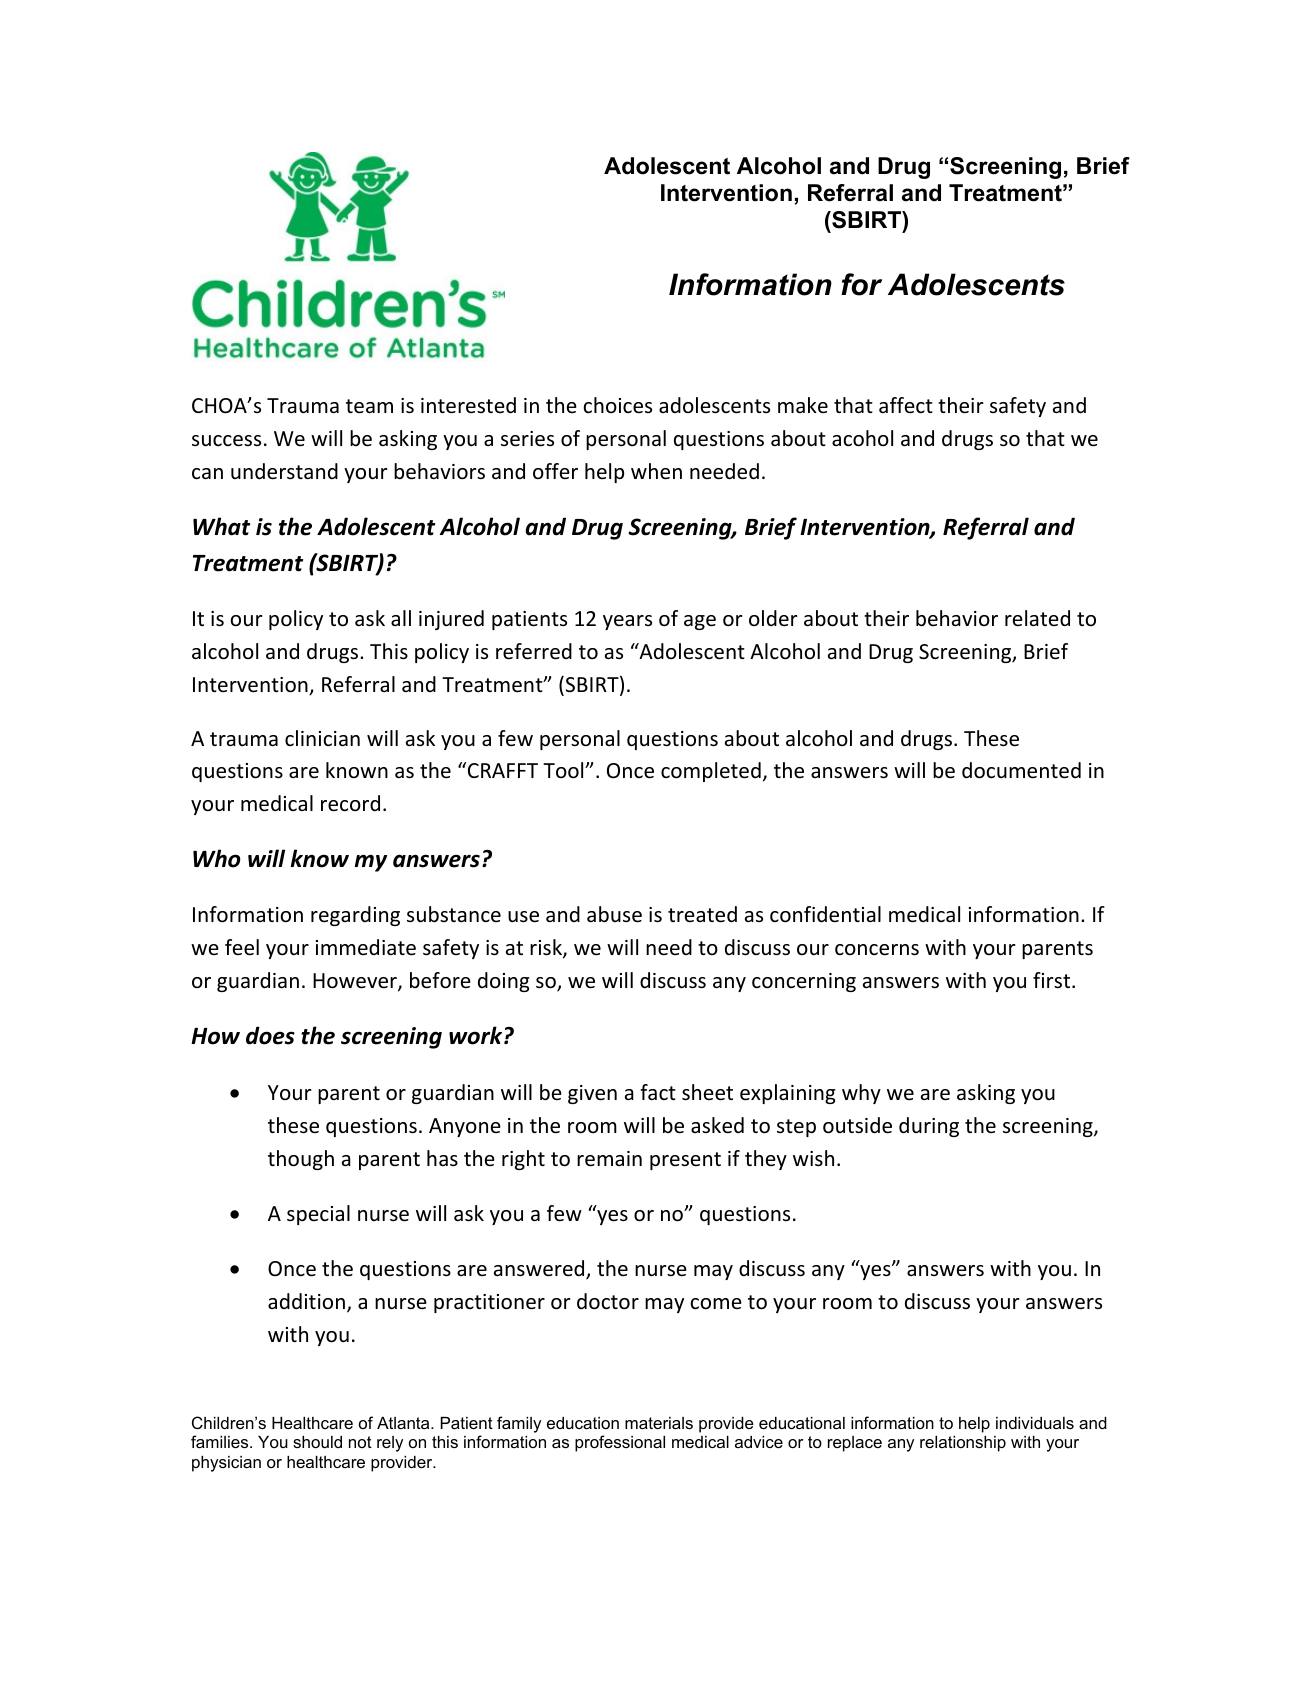 Children's ℠
Healthcare of Atlanta
Adolescent Alcohol and Drug “Screening, Brief
Intervention, Referral and Treatment”
(SBIRT)
Information for Adolescents
CHOA’s Trauma team is interested in the choices adolescents make that affect their safety and
success. We will be asking you a series of personal questions about acohol and drugs so that we
can understand your behaviors and offer help when needed.
What is the Adolescent Alcohol and Drug Screening, Brief Intervention, Referral and
Treatment (SBIRT)?
It is our policy to ask all injured patients 12 years of age or older about their behavior related to
alcohol and drugs. This policy is referred to as “Adolescent Alcohol and Drug Screening, Brief
Intervention, Referral and Treatment” (SBIRT).
A trauma clinician will ask you a few personal questions about alcohol and drugs. These
questions are known as the “CRAFFT Tool”. Once completed, the answers will be documented in
your medical record.
Who will know my answers?
Information regarding substance use and abuse is treated as confidential medical information. If
we feel your immediate safety is at risk, we will need to discuss our concerns with your parents
or guardian. However, before doing so, we will discuss any concerning answers with you first.
How does the screening work?
• Your parent or guardian will be given a fact sheet explaining why we are asking you
these questions. Anyone in the room will be asked to step outside during the screening,
though a parent has the right to remain present if they wish.
• A special nurse will ask you a few “yes or no” questions.
• Once the questions are answered, the nurse may discuss any “yes” answers with you. In
addition, a nurse practitioner or doctor may come to your room to discuss your answers
with you.
Children’s Healthcare of Atlanta. Patient family education materials provide educational information to help individuals and
families. You should not rely on this information as professional medical advice or to replace any relationship with your
physician or healthcare provider.